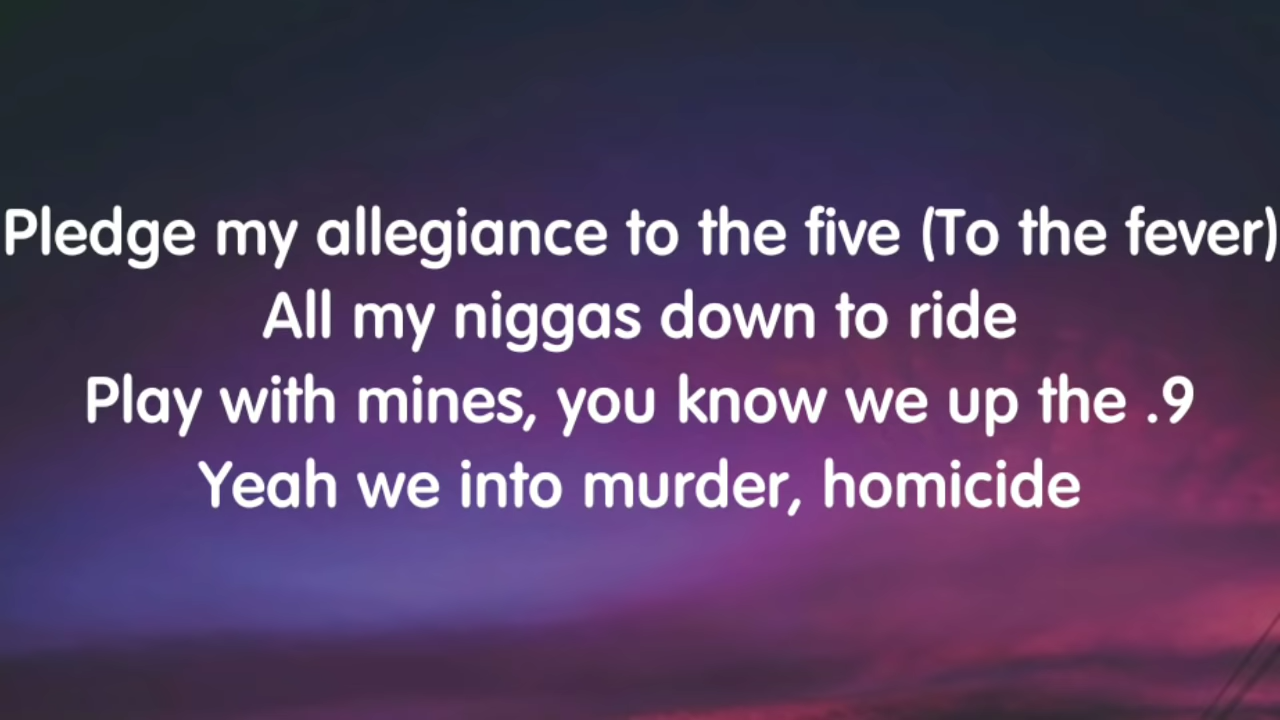 Pledge my allegiance to the five (To the fever)
All my niggas down to ride
Play with mines, you know we up the .9
Yeah we into murder, homicide